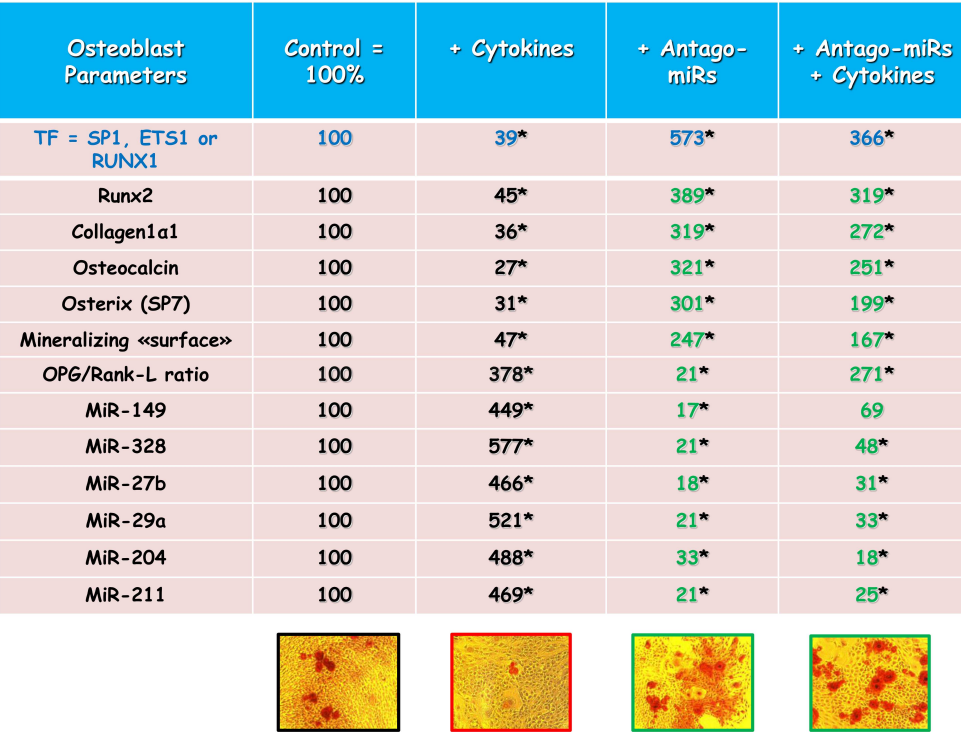 Osteoblast Parameters | Control = 100% | + Cytokines | + Antago-miRs | + Antago-miRs + Cytokines
TF = SP1, ETS1 or RUNX1 | 100 | 39* | 573* | 366*
Runx2 | 100 | 45* | 389* | 319*
Collagen1a1 | 100 | 36* | 319* | 272*
Osteocalcin | 100 | 27* | 321* | 251*
Osterix (SP7) | 100 | 31* | 301* | 199*
Mineralizing «surface» | 100 | 47* | 247* | 167*
OPG/Rank-L ratio | 100 | 378* | 21* | 271*
MiR-149 | 100 | 449* | 17* | 69
MiR-328 | 100 | 577* | 21* | 48*
MiR-27b | 100 | 466* | 18* | 31*
MiR-29a | 100 | 521* | 21* | 33*
MiR-204 | 100 | 488* | 33* | 18*
MiR-211 | 100 | 469* | 21* | 25*